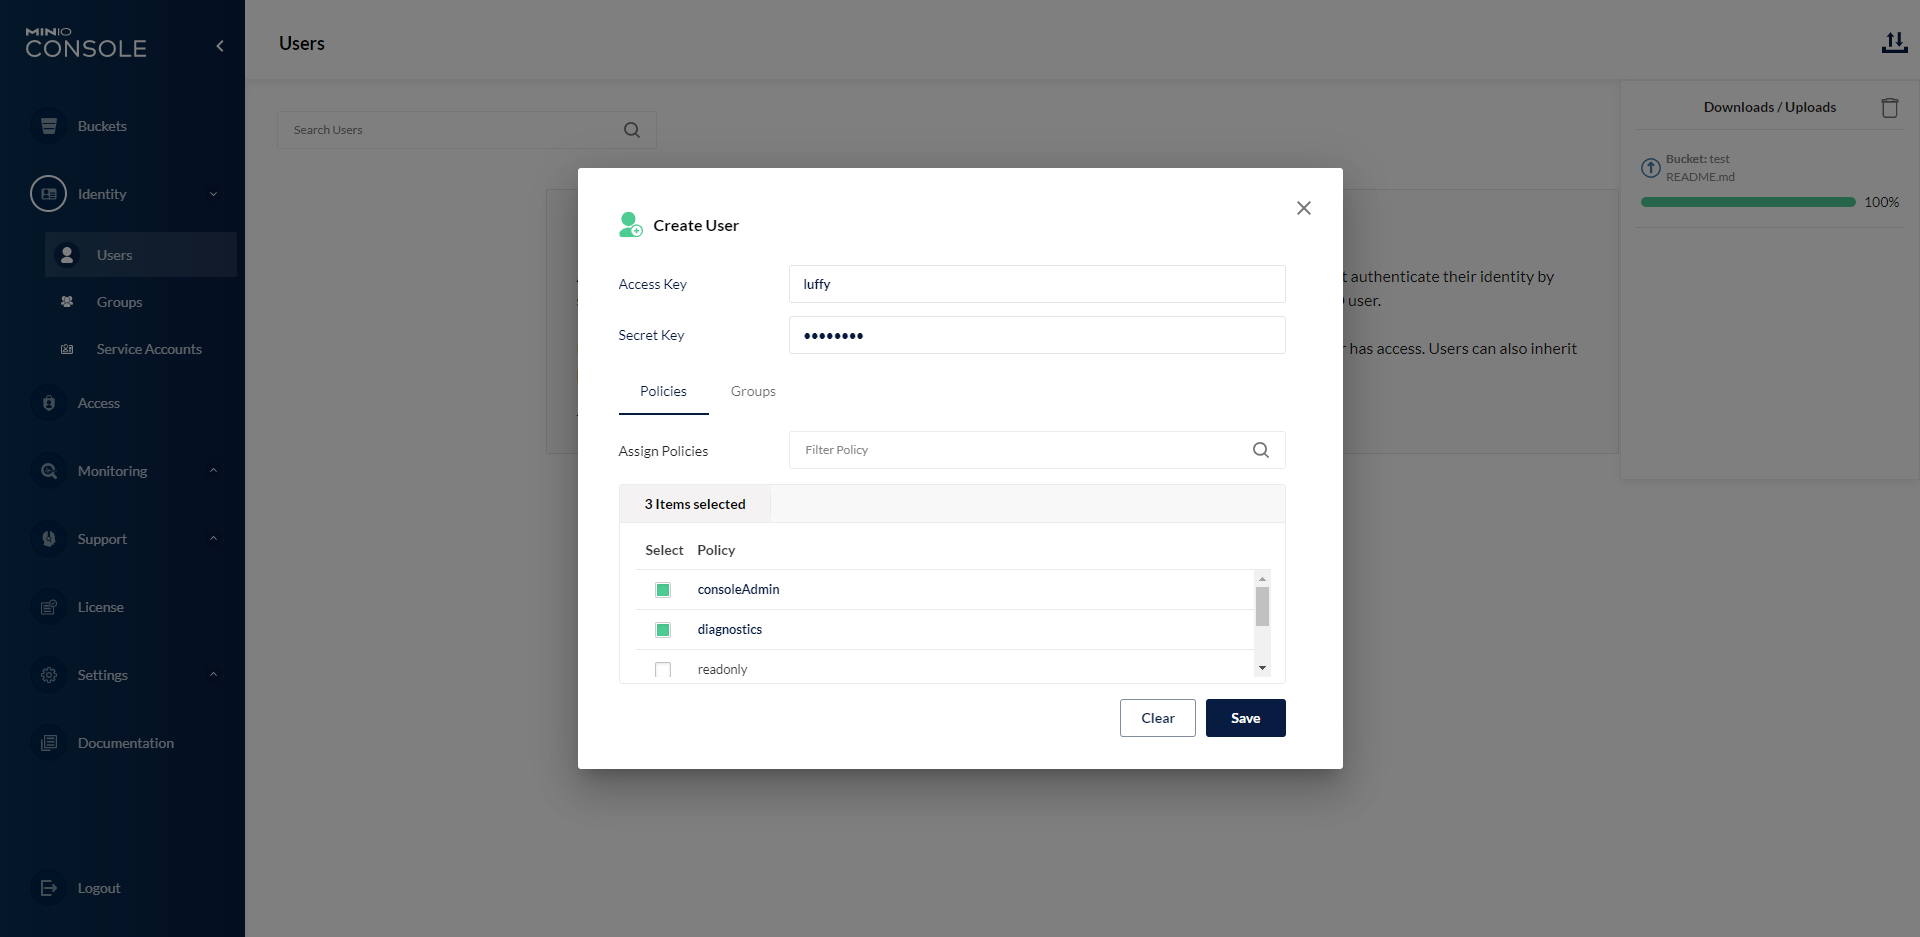 MINIO
CONSOLE
Buckets
Identity
Users
Groups
Service Accounts
Access
Monitoring
Support
License
Settings
Documentation
Logout
Users
Search Users
Downloads / Uploads
Bucket: test
README.md
100%
t authenticate their identity by
user.
r has access. Users can also inherit
Create User
Access Key
luffy
Secret Key
••••••••
Policies
Groups
Assign Policies
Filter Policy
3 Items selected
Select Policy
consoleAdmin
diagnostics
readonly
Clear
Save